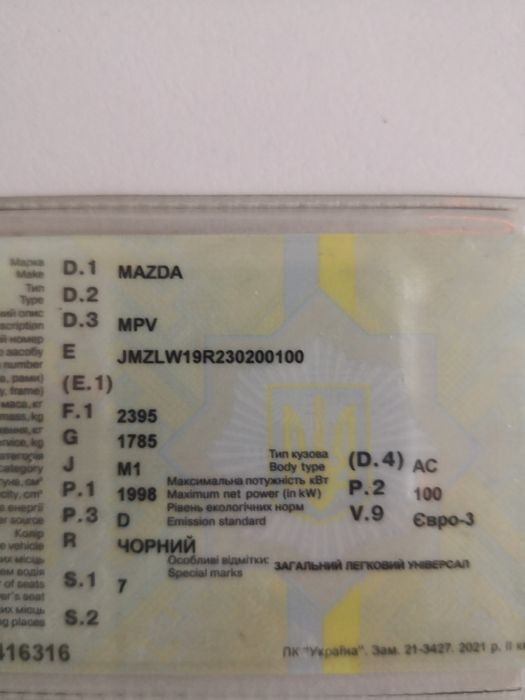 Марка
Make D.1 MAZDA
Тип
Type D.2
D.3 MPV
E JMZLW19R230200100
(E.1)
F.1 2395
G 1785
Тип кузова
Body type (D.4) AC
J M1
Максимальна потужність кВт
Maximum net power (in kW) P.2 100
P.1 1998
Рівень екологічних норм
Emission standard V.9 Євро-3
P.3 D
R ЧОРНИЙ
Особливі відмітки:
Special marks ЗАГАЛЬНИЙ ЛЕГКОВИЙ УНІВЕРСАЛ
S.1 7
S.2
416316
ПК "Україна". Зам. 21-3427. 2021 р. II кв